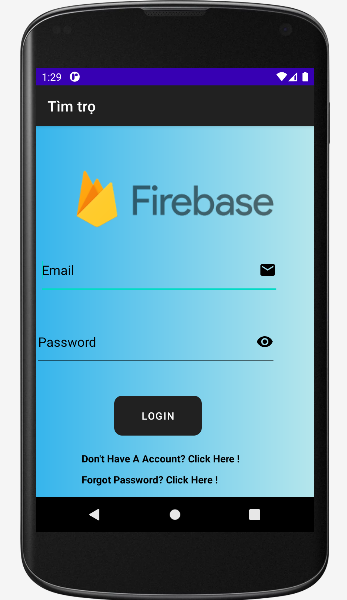 1:29
Tìm trọ
Firebase
Email
Password
LOGIN
Don't Have A Account? Click Here !
Forgot Password? Click Here !